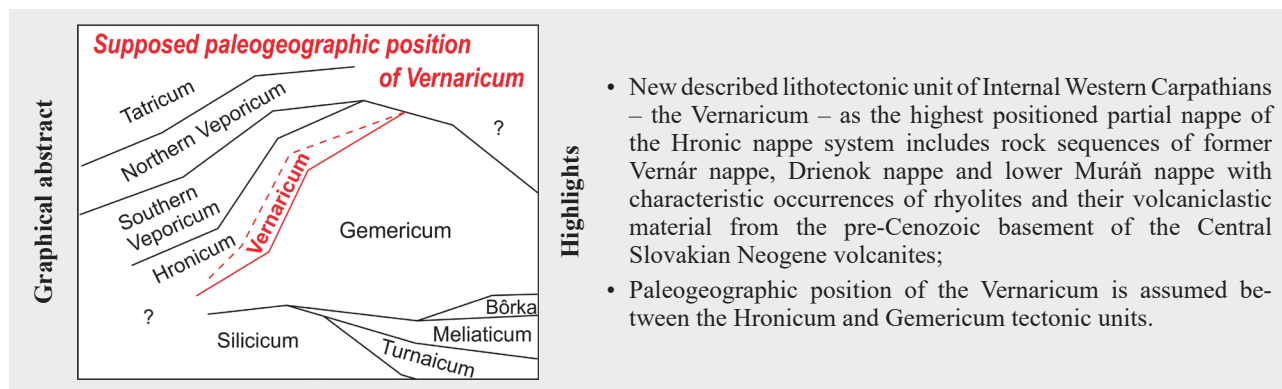 Graphical abstract
Supposed paleogeographic position
of Vernaricum
Tatricum
Northern Veporicum
Southern
Veporicum
Hronicum
Vernaricum
Gemericum
?
?
Silicicum
Turnaicum
Meliaticum
Bôrka
Highlights
• New described lithotectonic unit of Internal Western Carpathians
– the Vernaricum – as the highest positioned partial nappe
of the Hronic nappe system includes rock sequences of former
Vernár nappe, Drienok nappe and lower Muráň nappe with
characteristic occurrences of rhyolites and their volcaniclastic
material from the pre-Cenozoic basement of the Central
Slovakian Neogene volcanites;
• Paleogeographic position of the Vernaricum is assumed be-
tween the Hronicum and Gemericum tectonic units.